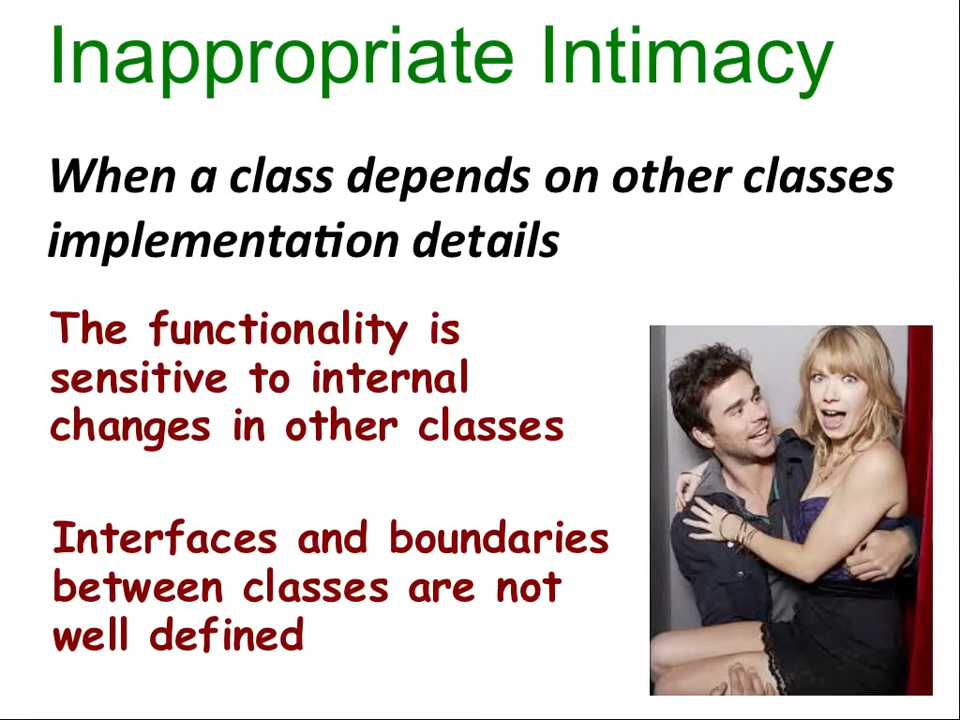 Inappropriate Intimacy
When a class depends on other classes
implementation details
The functionality is
sensitive to internal
changes in other classes
Interfaces and boundaries
between classes are not
well defined